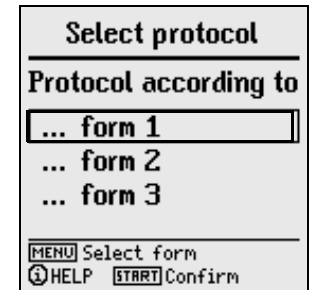 Select protocol
Protocol according to
... form 1
... form 2
... form 3
MENU Select form
i HELP START Confirm